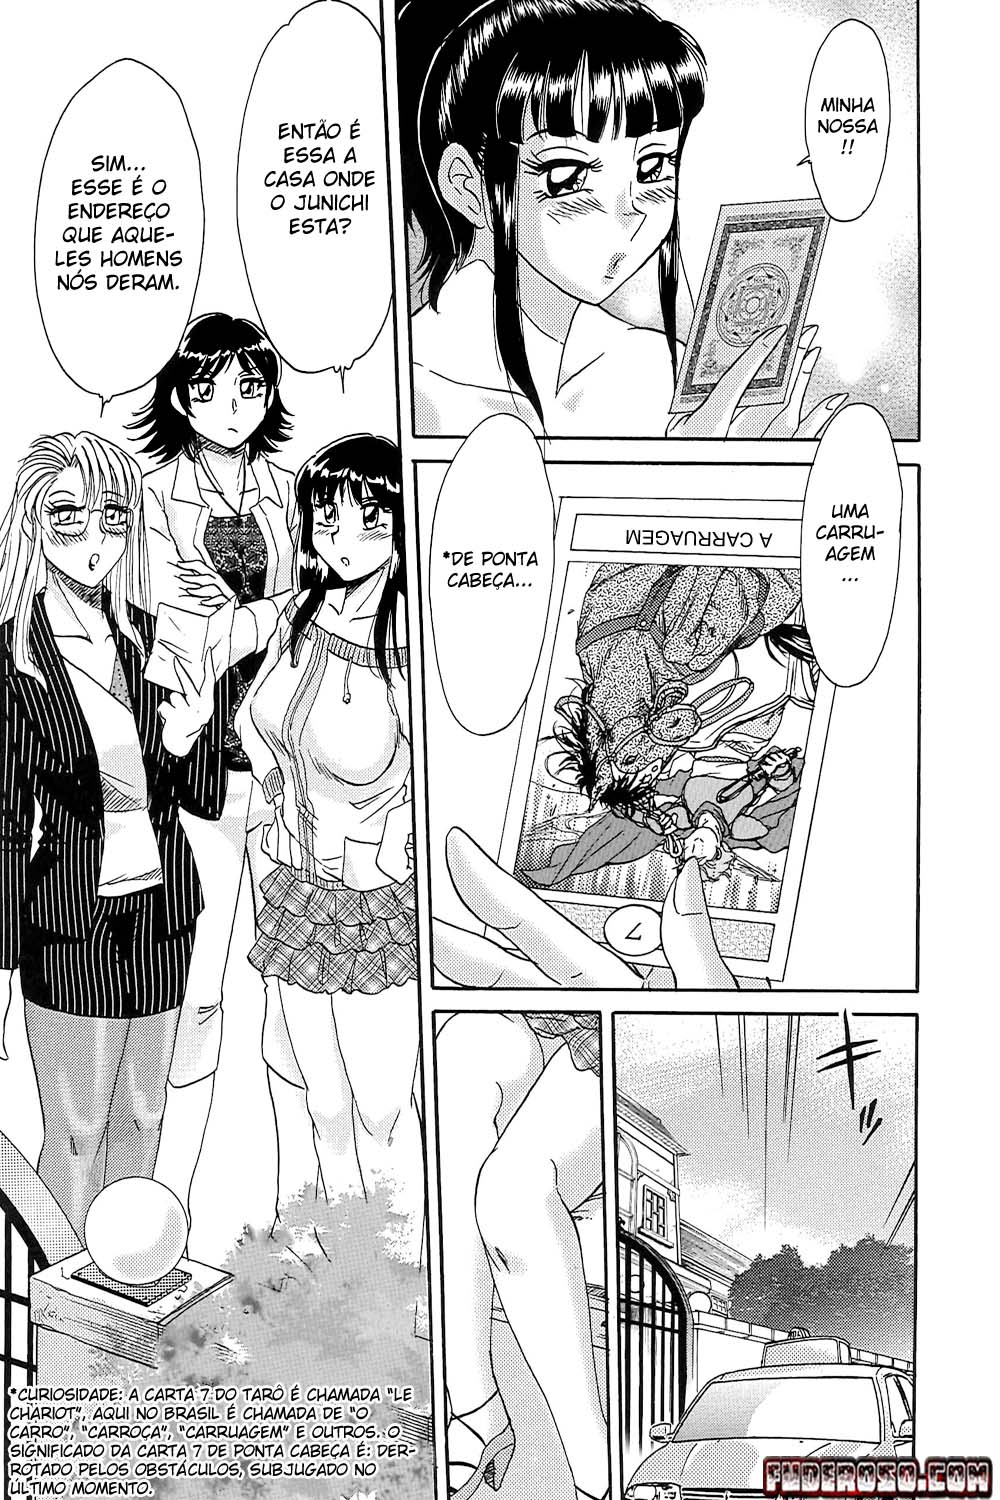 MINHA
NOSSA
!!
UMA
CARRU-
AGEM
...
A CARRUAGEM
7
*DE PONTA
CABEÇA...
ENTÃO É
ESSA A
CASA ONDE
O JUNICHI
ESTA?
SIM...
ESSE É O
ENDEREÇO
QUE AQUE-
LES HOMENS
NÓS DERAM.
*CURIOSIDADE: A CARTA 7 DO TARÔ É CHAMADA "LE
CHARIOT", AQUI NO BRASIL É CHAMADA DE "O
CARRO", "CARROÇA", "CARRUAGEM" E OUTROS. O
SIGNIFICADO DA CARTA 7 DE PONTA CABEÇA É: DER-
ROTADO PELOS OBSTÁCULOS, SUBJUGADO NO
ÚLTIMO MOMENTO.
FUDEROSO.COM